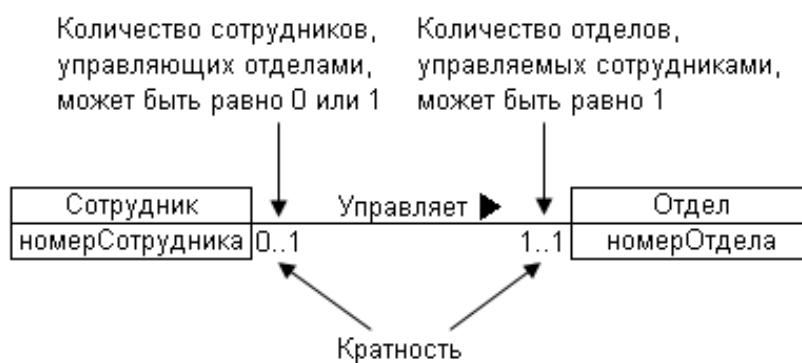 Количество сотрудников,
управляющих отделами,
может быть равно 0 или 1
Количество отделов,
управляемых сотрудниками,
может быть равно 1
Сотрудник
номерСотрудника
0..1
Управляет
1..1
Отдел
номерОтдела
Кратность